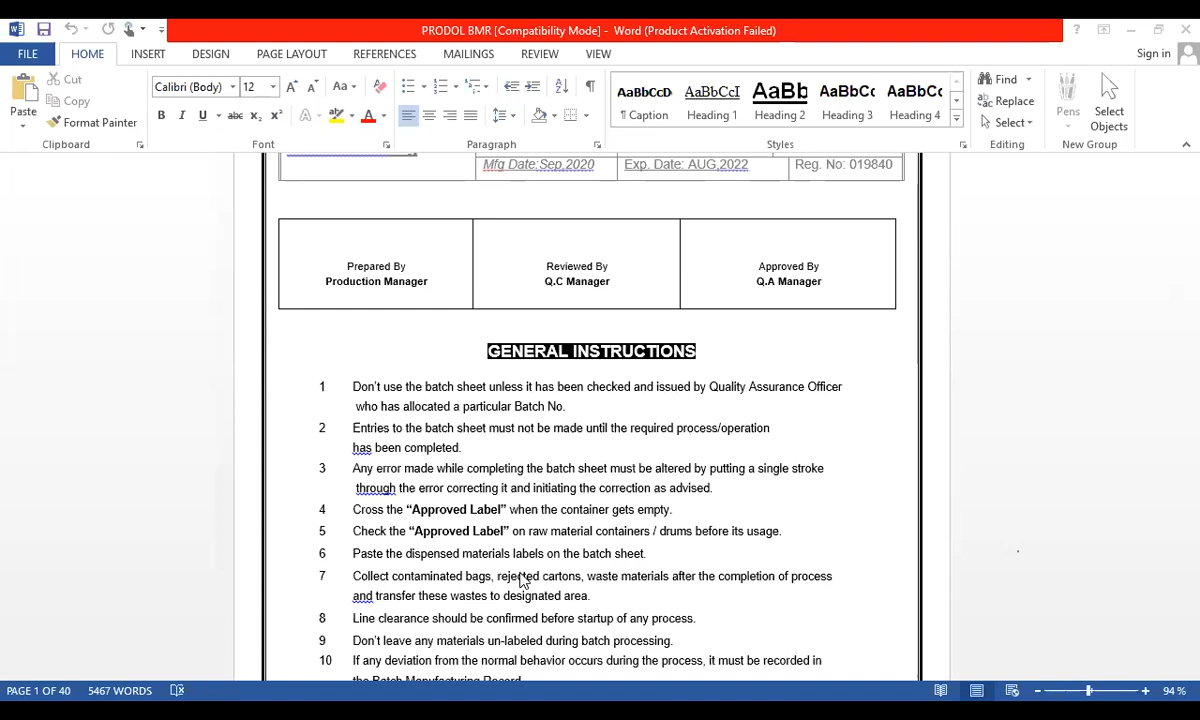 PRODOL BMR [Compatibility Mode] - Word (Product Activation Failed)
FILE HOME INSERT DESIGN PAGE LAYOUT REFERENCES MAILINGS REVIEW VIEW Sign in
Paste
Cut
Copy
Format Painter
Clipboard
Calibri (Body) 12
Font
Paragraph
AaBbCcD AaBbCcI AaBb AaBbCc AaBbCc
¶ Caption Heading 1 Heading 2 Heading 3 Heading 4
Styles
Find
Replace
Select
Editing
Pens
Select Objects
New Group
Mfg Date:Sep,2020 Exp. Date: AUG,2022 Reg. No: 019840
Prepared By Reviewed By Approved By
Production Manager Q.C Manager Q.A Manager
GENERAL INSTRUCTIONS
1 Don't use the batch sheet unless it has been checked and issued by Quality Assurance Officer
who has allocated a particular Batch No.
2 Entries to the batch sheet must not be made until the required process/operation
has been completed.
3 Any error made while completing the batch sheet must be altered by putting a single stroke
through the error correcting it and initiating the correction as advised.
4 Cross the “Approved Label” when the container gets empty.
5 Check the “Approved Label” on raw material containers / drums before its usage.
6 Paste the dispensed materials labels on the batch sheet.
7 Collect contaminated bags, rejected cartons, waste materials after the completion of process
and transfer these wastes to designated area.
8 Line clearance should be confirmed before startup of any process.
9 Don't leave any materials un-labeled during batch processing.
10 If any deviation from the normal behavior occurs during the process, it must be recorded in
the Batch Manufacturing Record
PAGE 1 OF 40 5467 WORDS 94 %